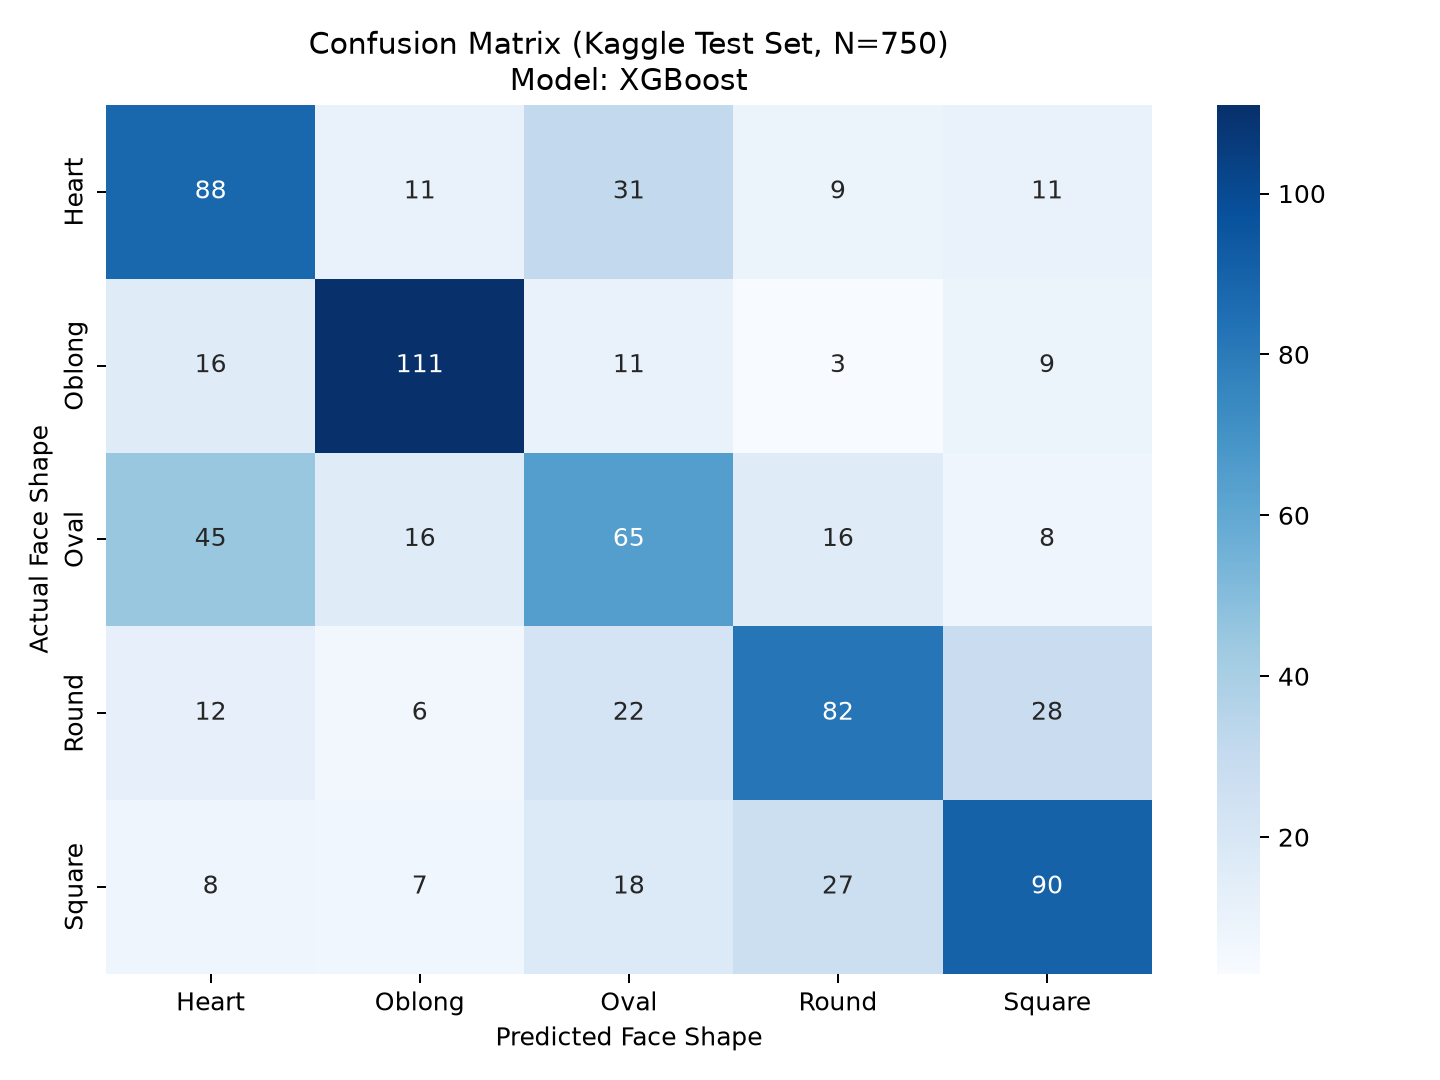 Confusion Matrix (Kaggle Test Set, N=750)
Model: XGBoost
Actual Face Shape
Heart
88 11 31 9 11
Oblong
16 111 11 3 9
Oval
45 16 65 16 8
Round
12 6 22 82 28
Square
8 7 18 27 90
Heart Oblong Oval Round Square
Predicted Face Shape
100
80
60
40
20